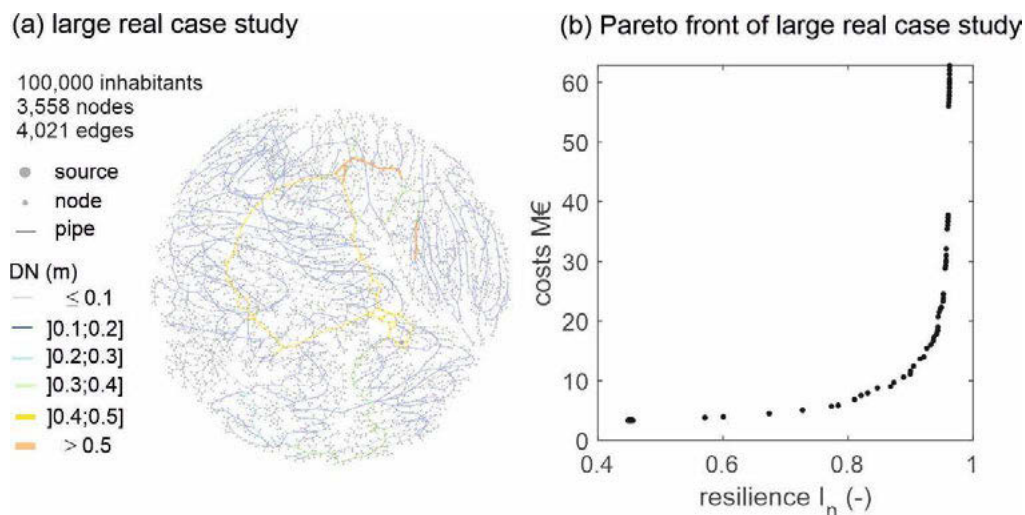 (a) large real case study
100,000 inhabitants
3,558 nodes
4,021 edges
source
node
pipe
DN (m)
≤ 0.1
]0.1;0.2]
]0.2;0.3]
]0.3;0.4]
]0.4;0.5]
> 0.5
(b) Pareto front of large real case study
costs M€
60
50
40
30
20
10
0
0.4 0.6 0.8 1
resilience I_n (-)